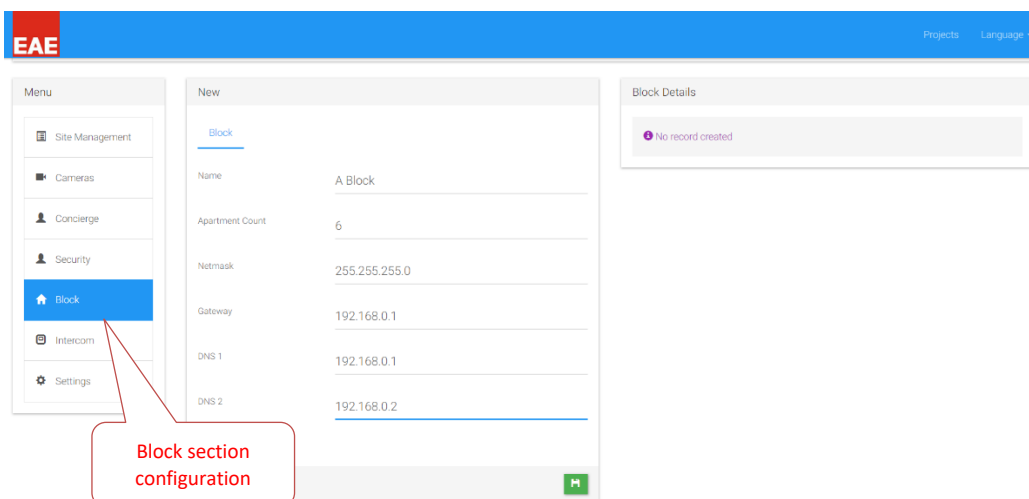 EAE
Projects Language
Menu
Site Management
Cameras
Concierge
Security
Block
Intercom
Settings
New
Block
Name A Block
Apartment Count 6
Netmask 255.255.255.0
Gateway 192.168.0.1
DNS 1 192.168.0.1
DNS 2 192.168.0.2
Block Details
No record created
Block section
configuration